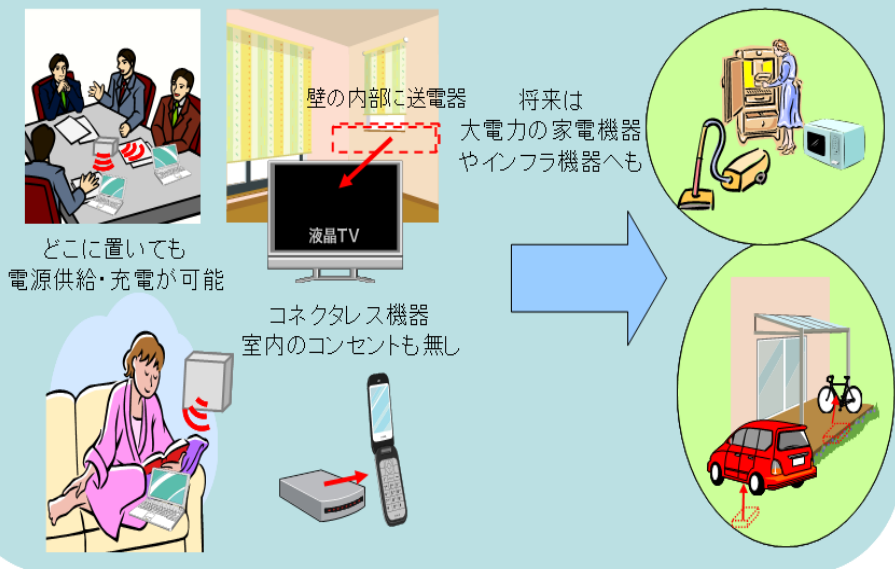 壁の内部に送電器
液晶TV
どこに置いても
電源供給・充電が可能
コネクタレス機器
室内のコンセントも無し
将来は
大電力の家電機器
やインフラ機器へも